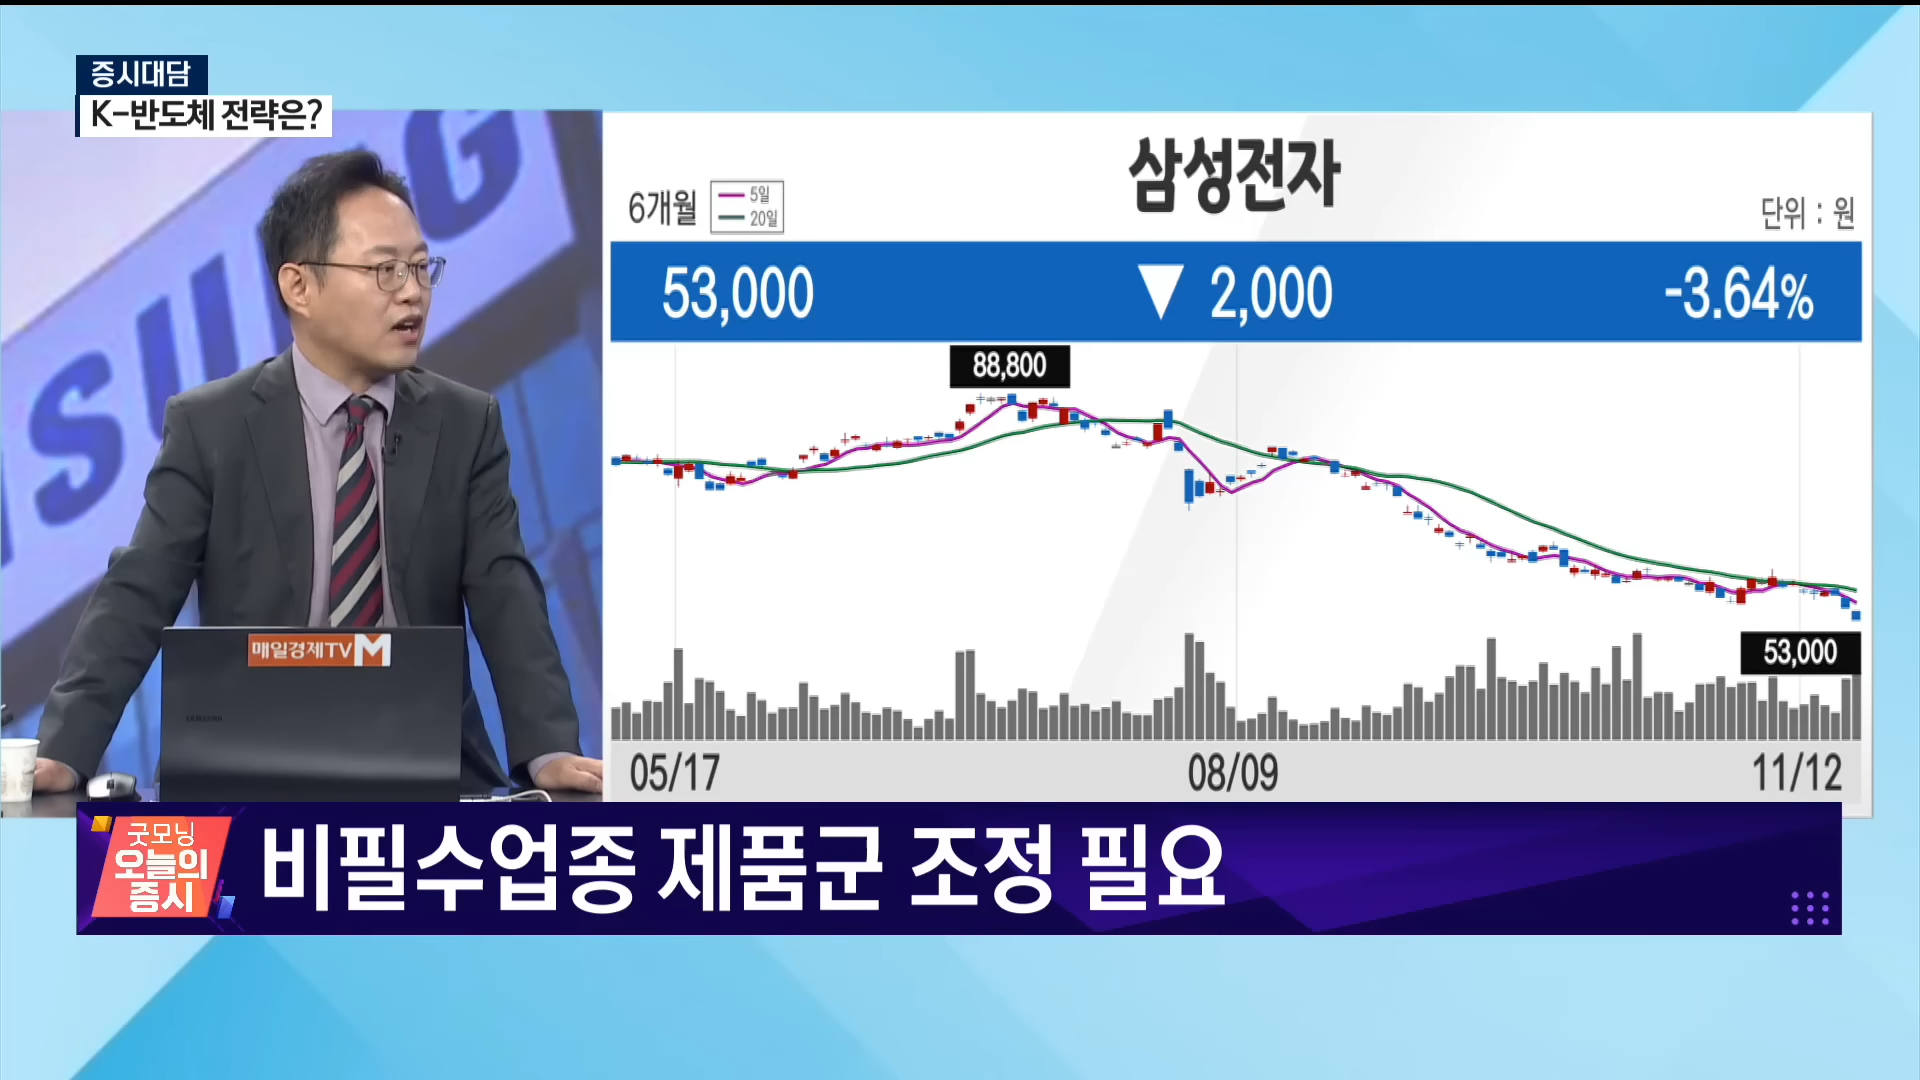 증시대담
K-반도체 전략은?
SUNG
삼성전자
6개월
5일
20일
단위 : 원
53,000 ▼ 2,000 -3.64%
88,800
53,000
05/17 08/09 11/12
매일경제TV M
SAMSUNG
굿모닝
오늘의
증시
비필수업종 제품군 조정 필요